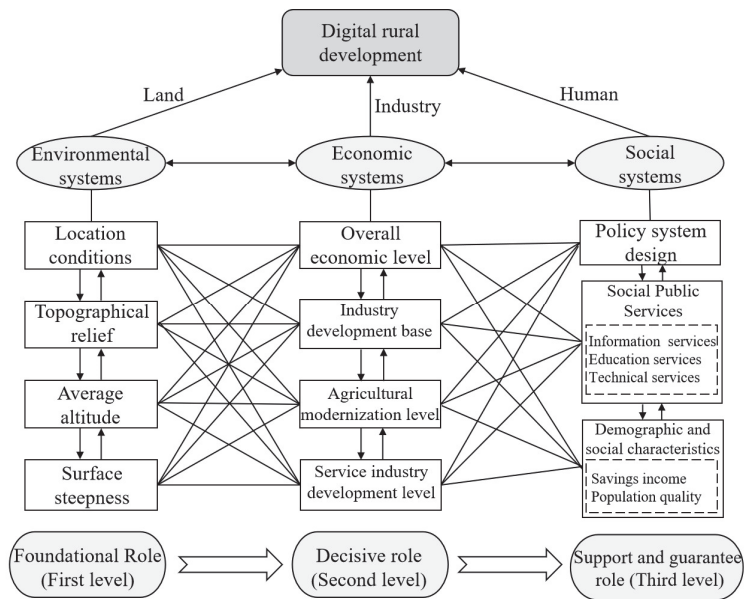 Digital rural
development
Land
Industry
Human
Environmental
systems
Economic
systems
Social
systems
Location
conditions
Overall
economic level
Policy system
design
Topographical
relief
Industry
development base
Social Public
Services
Information services
Education services
Technical services
Average
altitude
Agricultural
modernization level
Demographic and
social characteristics
Savings income
Population quality
Surface
steepness
Service industry
development level
Foundational Role
(First level)
Decisive role
(Second level)
Support and guarantee
role (Third level)